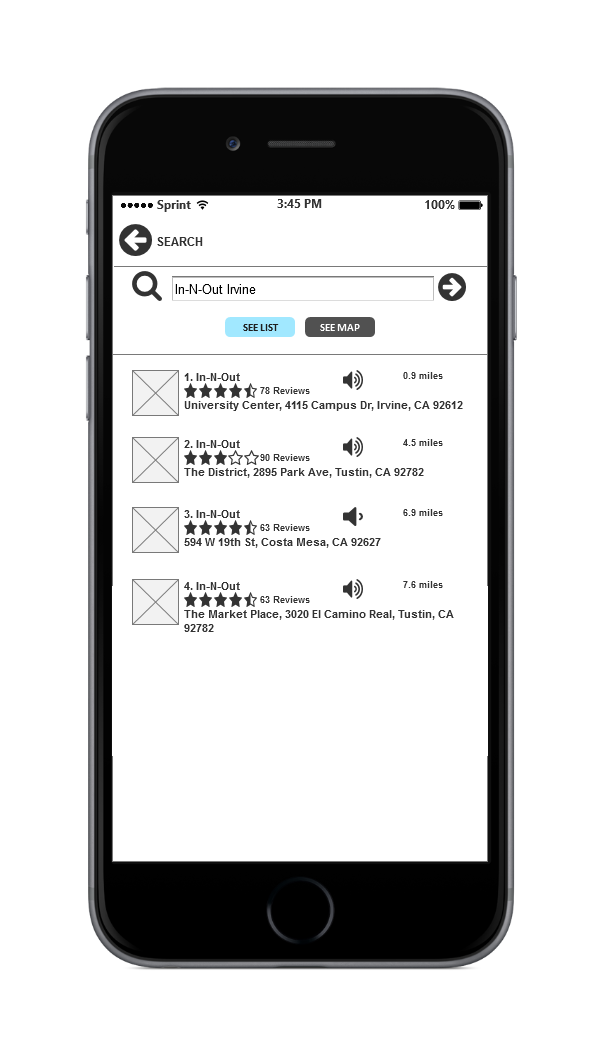 Sprint 3:45 PM 100%
SEARCH
In-N-Out Irvine
SEE LIST SEE MAP
1. In-N-Out 0.9 miles
78 Reviews
University Center, 4115 Campus Dr, Irvine, CA 92612
2. In-N-Out 4.5 miles
90 Reviews
The District, 2895 Park Ave, Tustin, CA 92782
3. In-N-Out 6.9 miles
63 Reviews
594 W 19th St, Costa Mesa, CA 92627
4. In-N-Out 7.6 miles
63 Reviews
The Market Place, 3020 El Camino Real, Tustin, CA
92782